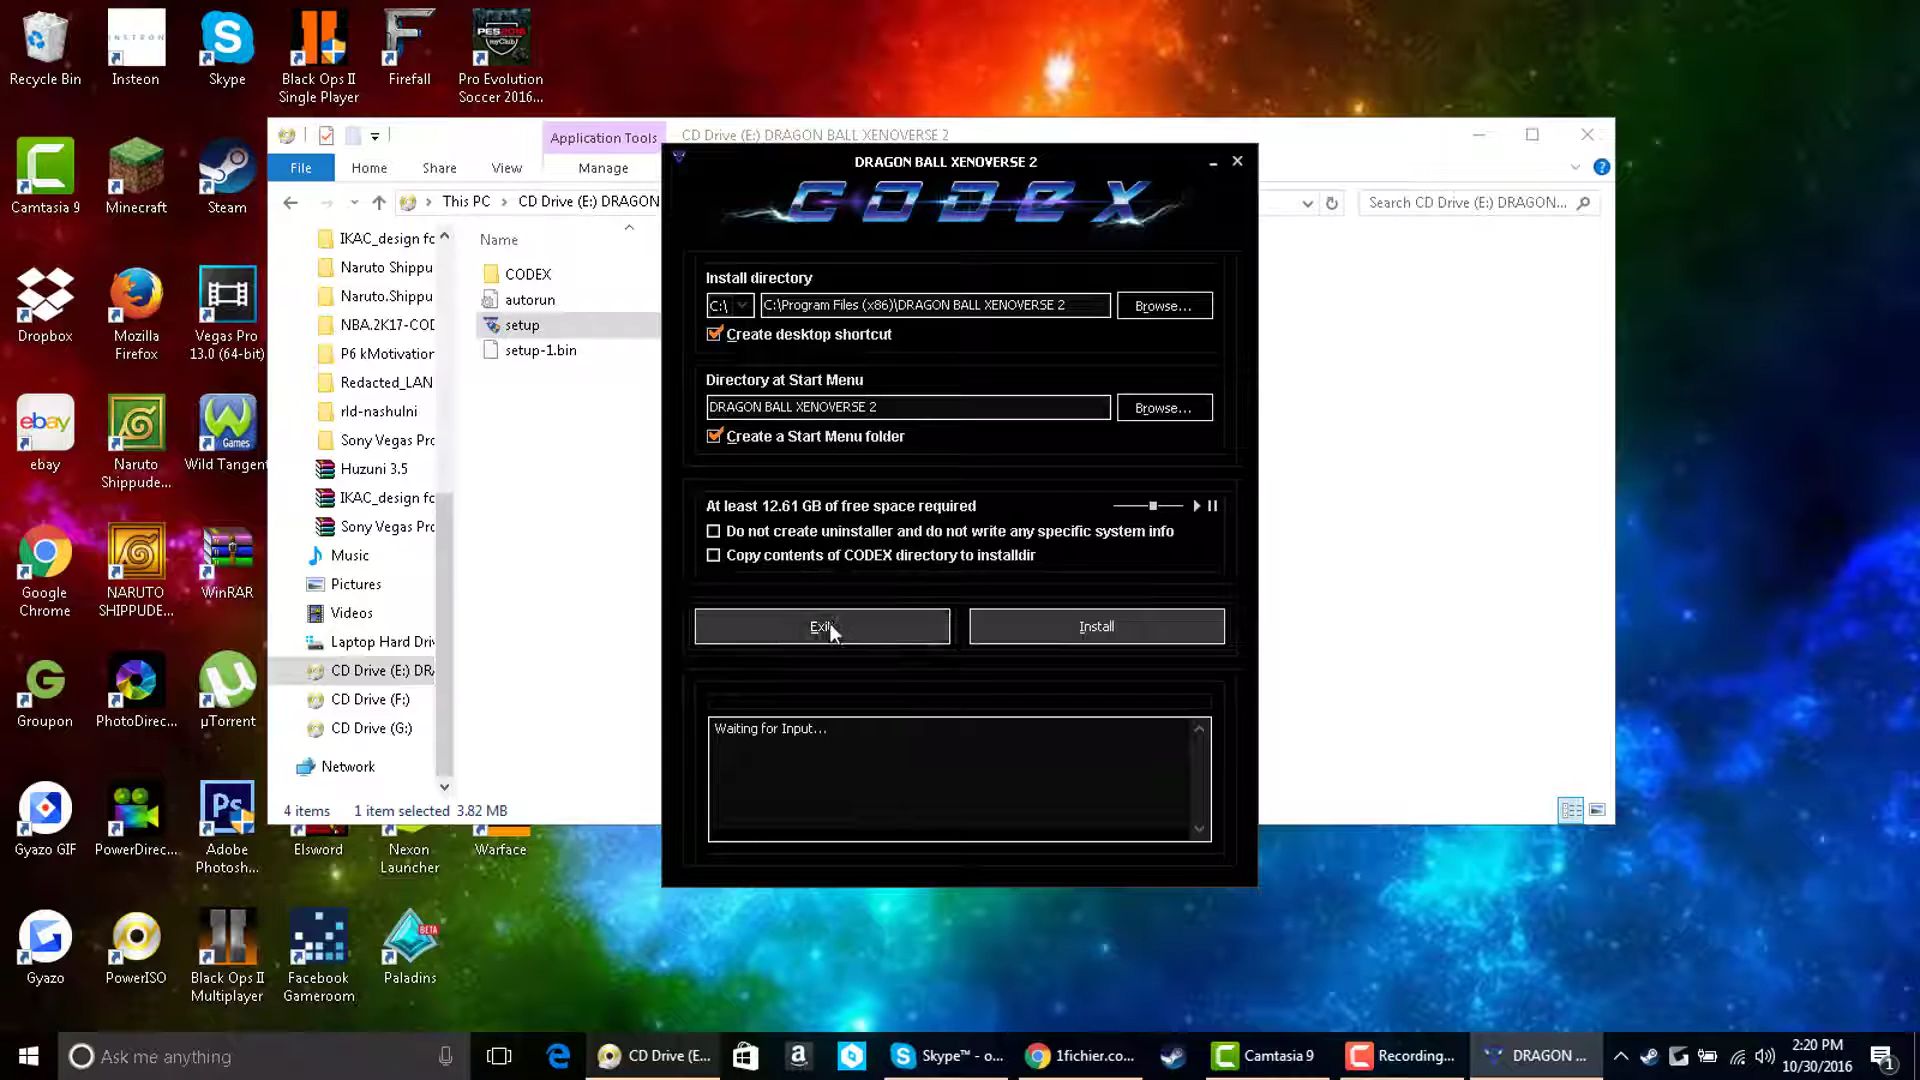 Recycle Bin
INSTEON
Insteon
Skype
Black Ops II
Single Player
Firefall
PES2016
myClub
Pro Evolution
Soccer 2016...
Camtasia 9
Minecraft
Steam
Dropbox
Mozilla
Firefox
Vegas Pro
13.0 (64-bit)
ebay
ebay
Naruto
Shippude...
Games
Wild Tangent
Google
Chrome
NARUTO
SHIPPUDE...
WinRAR
Groupon
PhotoDirec...
µTorrent
Gyazo GIF
PowerDirec...
Adobe
Photosh...
Elsword
Nexon
Launcher
Warface
Gyazo
PowerISO
Black Ops II
Multiplayer
Facebook
Gameroom
BETA
Paladins
Application Tools
CD Drive (E:) DRAGON BALL XENOVERSE 2
File
Home
Share
View
Manage
This PC
CD Drive (E:) DRAGON
Search CD Drive (E:) DRAGON...
IKAC_design fc
Naruto Shippu
Naruto.Shippu
NBA.2K17-COD
P6 kMotivation
Redacted_LAN
rld-nashulni
Sony Vegas Pro
Huzuni 3.5
IKAC_design fc
Sony Vegas Pro
Music
Pictures
Videos
Laptop Hard Driv
CD Drive (E:) DRA
CD Drive (F:)
CD Drive (G:)
Network
Name
CODEX
autorun
setup
setup-1.bin
4 items
1 item selected 3.82 MB
DRAGON BALL XENOVERSE 2
CODEX
Install directory
C:\
C:\Program Files (x86)\DRAGON BALL XENOVERSE 2
Browse...
Create desktop shortcut
Directory at Start Menu
DRAGON BALL XENOVERSE 2
Browse...
Create a Start Menu folder
At least 12.61 GB of free space required
Do not create uninstaller and do not write any specific system info
Copy contents of CODEX directory to installdir
Exit
Install
Waiting for Input...
Ask me anything
CD Drive (E...
Skype™ - o...
1fichier.co...
Camtasia 9
Recording...
DRAGON ...
2:20 PM
10/30/2016
1